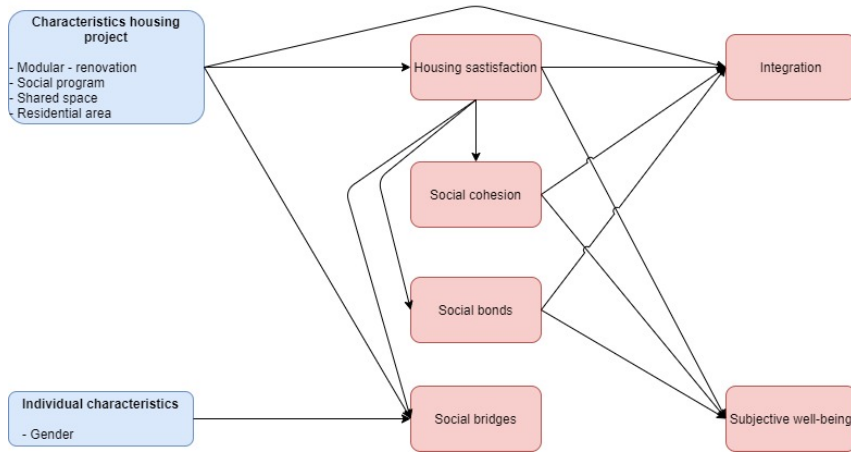 Characteristics housing
project
- Modular - renovation
- Social program
- Shared space
- Residential area
Housing sastisfaction
Integration
Social cohesion
Social bonds
Individual characteristics
- Gender
Social bridges
Subjective well-being